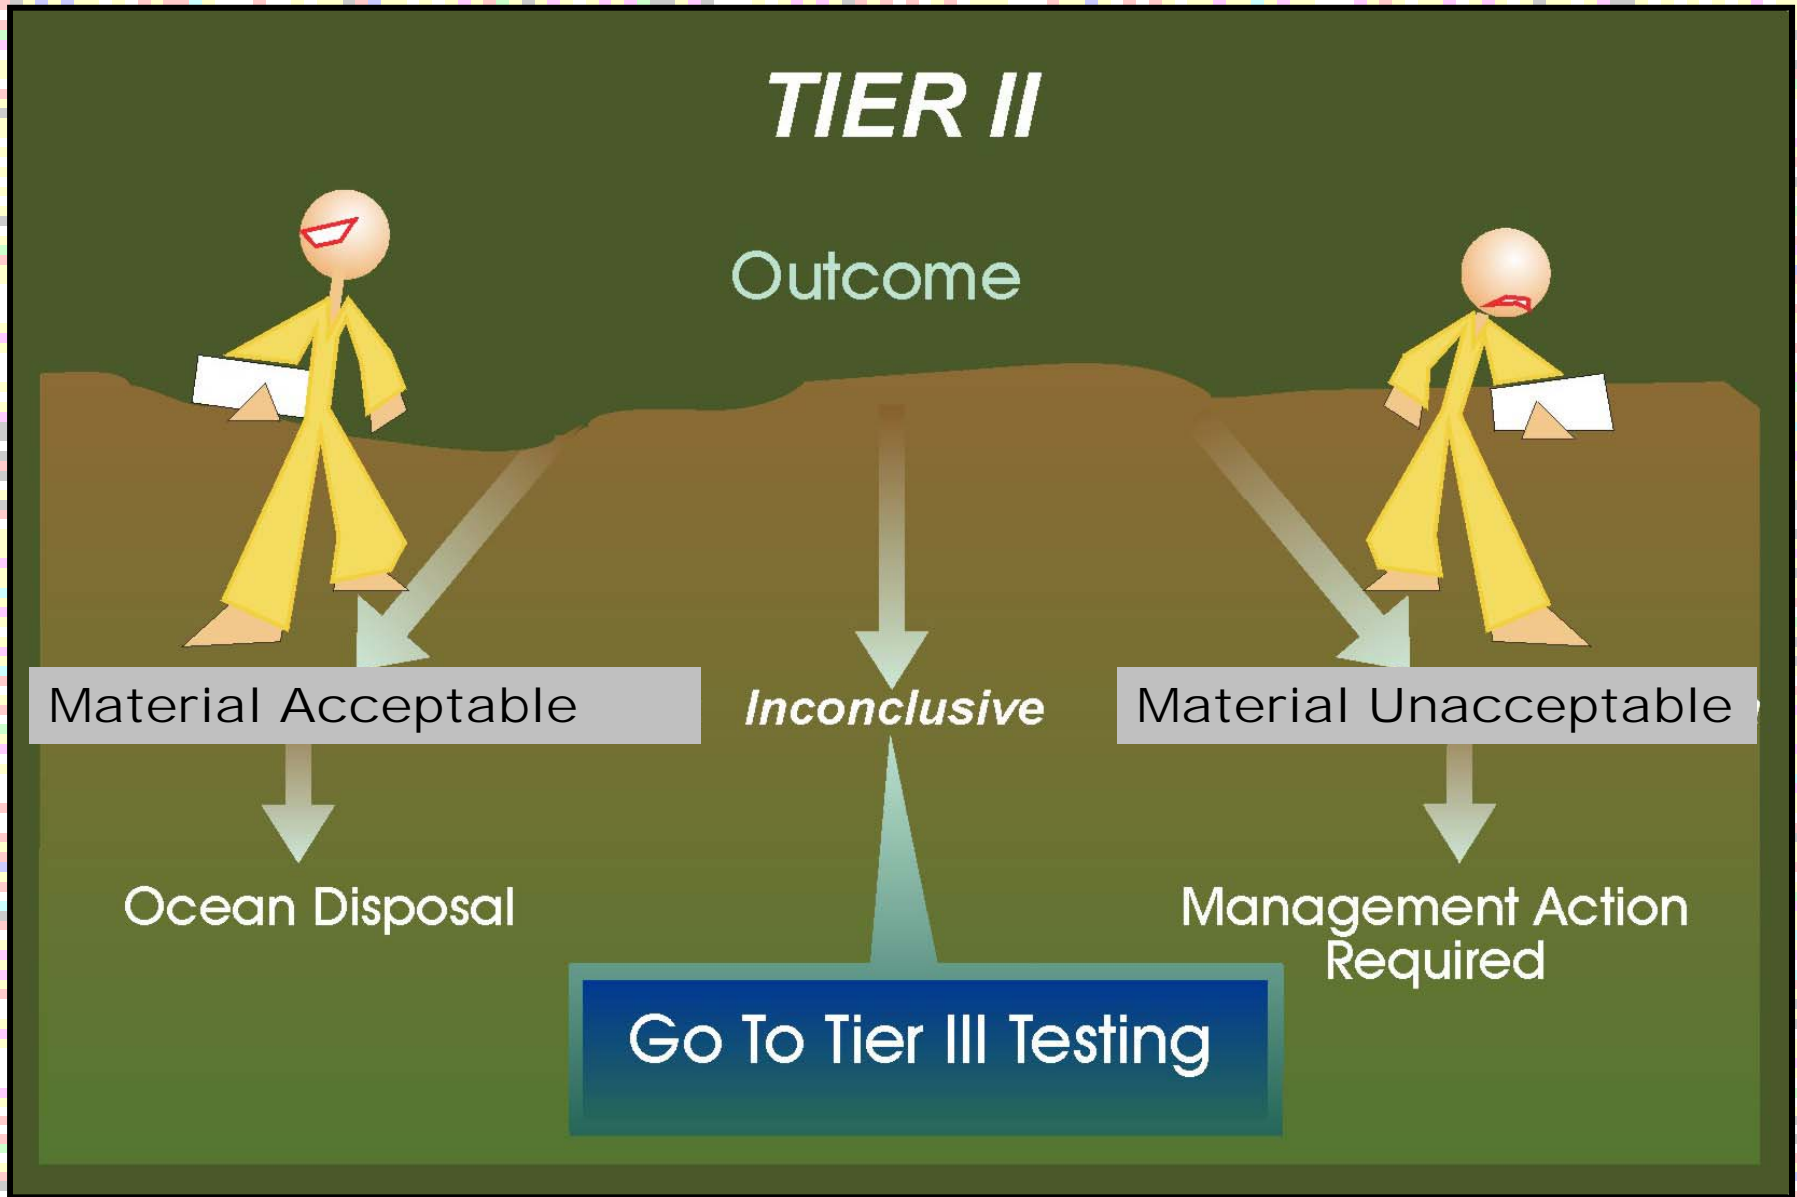 TIER II
Outcome
Material Acceptable
Inconclusive
Material Unacceptable
Ocean Disposal
Management Action
Required
Go To Tier III Testing